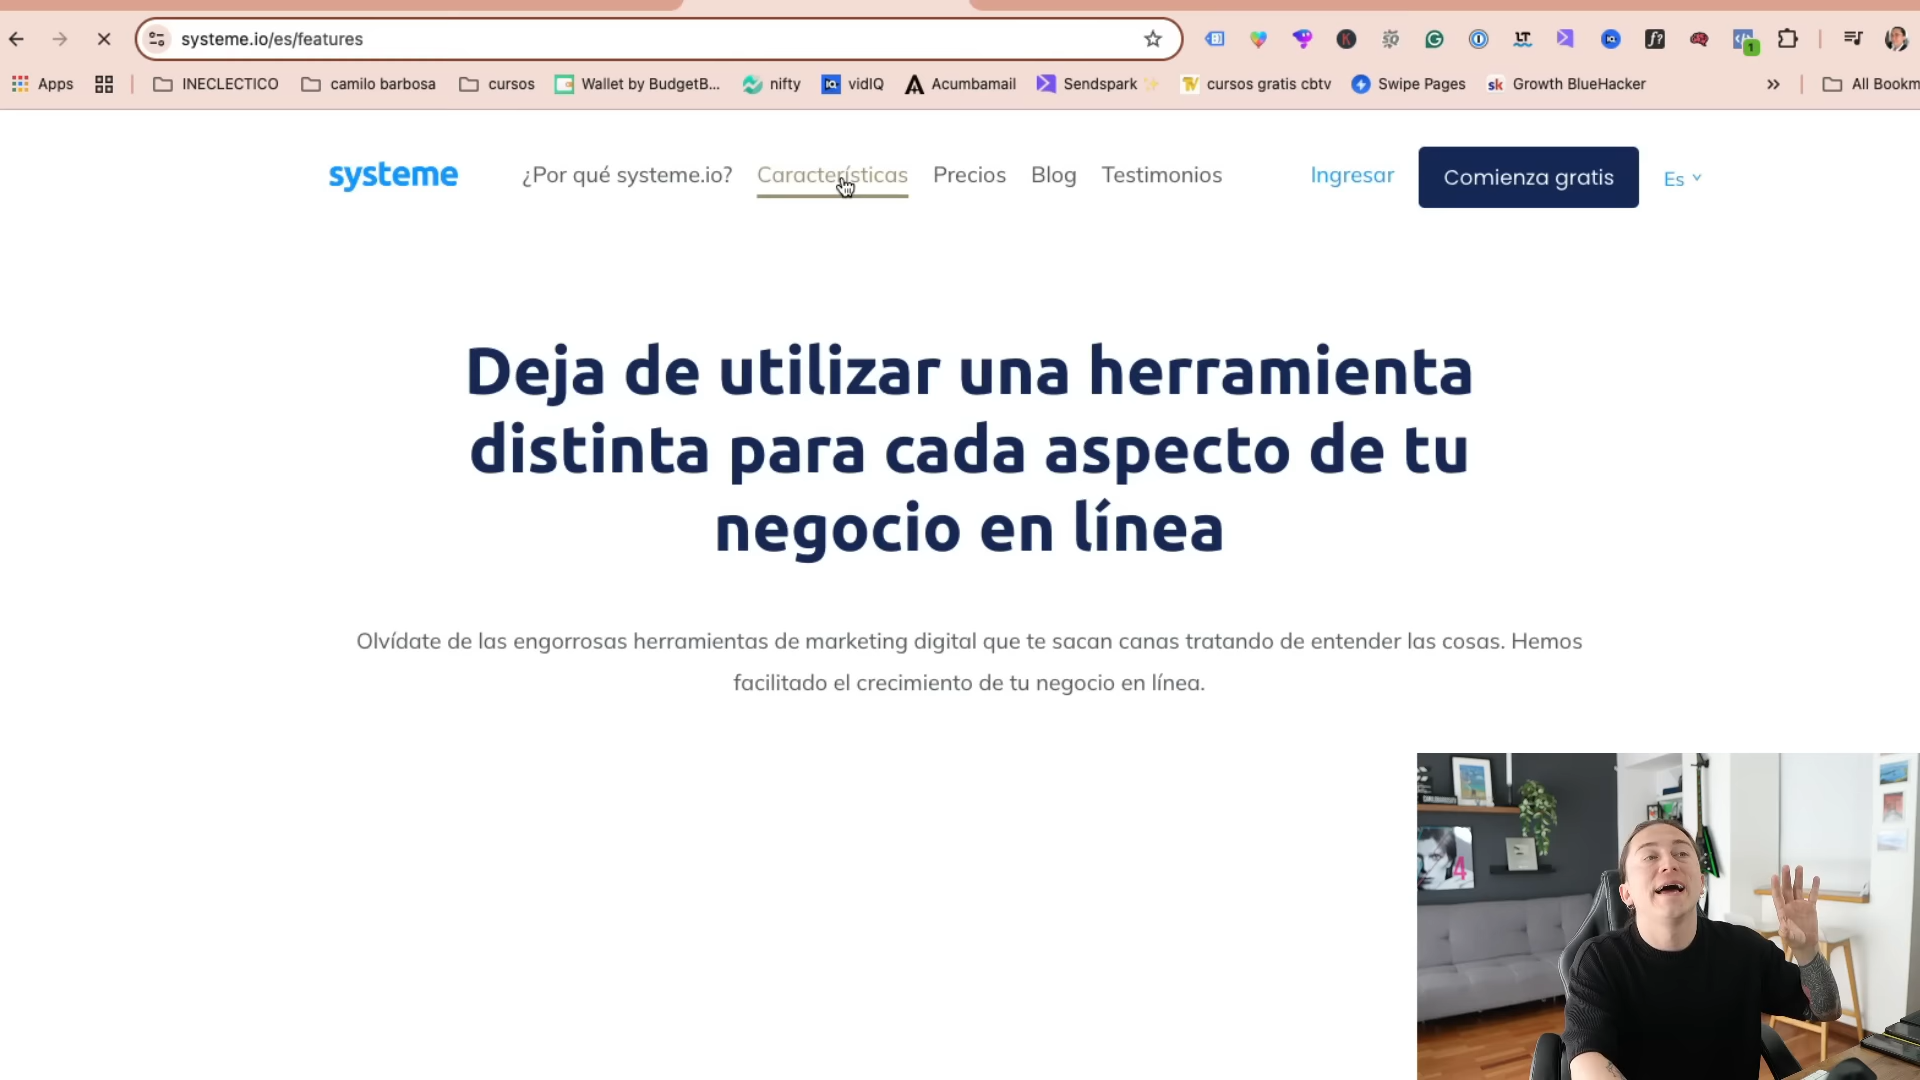 systeme.io/es/features
Apps
INECLECTICO
camilo barbosa
cursos
Wallet by BudgetB...
nifty
vidIQ
Acumbamail
Sendspark
cursos gratis cbtv
Swipe Pages
sk
Growth BlueHacker
»
All Bookm
systeme
¿Por qué systeme.io?
Características
Precios
Blog
Testimonios
Ingresar
Comienza gratis
Es
Deja de utilizar una herramienta
distinta para cada aspecto de tu
negocio en línea
Olvídate de las engorrosas herramientas de marketing digital que te sacan canas tratando de entender las cosas. Hemos
facilitado el crecimiento de tu negocio en línea.
4